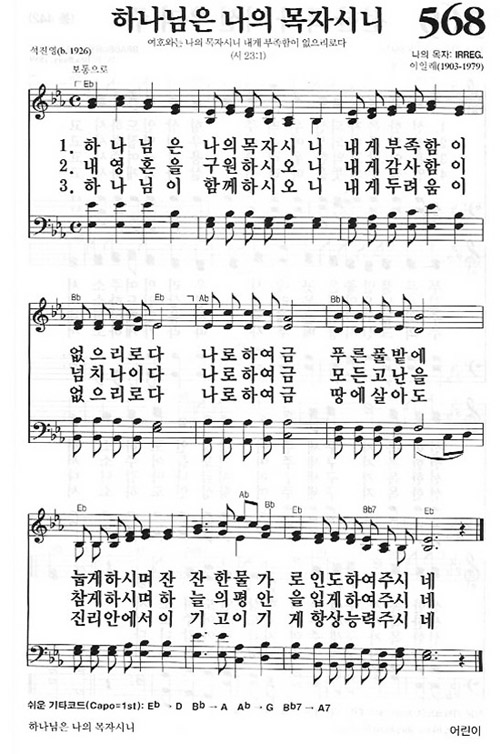 하나님은 나의 목자시니 568
여호와는 나의 목자시니 내게 부족함이 없으리로다
(시 23:1)
석진영(b. 1926)
나의 목자: IRREG.
이일래(1903-1979)
보통으로
Eb
1. 하 나 님 은 나의목자시 니 내 게 부족함 이
2. 내 영 혼 을 구원하시오 니 내 게 감사함 이
3. 하 나 님 이 함께하시오 니 내 게 두려움 이
Bb Eb Ab Bb
없 으 리 로 다 나 로 하 여 금 푸 른 풀 밭 에
넘 치 나 이 다 나 로 하 여 금 모 든 고 난 을
없 으 리 로 다 나 로 하 여 금 땅 에 살 아 도
Eb Ab Bb Eb Bb7 Eb
눕게하시며 잔 잔 한물 가 로 인도하여주시 네
참게하시며 하 늘 의평 안 을 입게하여주시 네
진리안에서 이 기 고이 기 게 항상능력주시 네
쉬운 기타코드(Capo=1st): Eb → D Bb → A Ab → G Bb7 → A7
하나님은 나의 목자시니
어린이